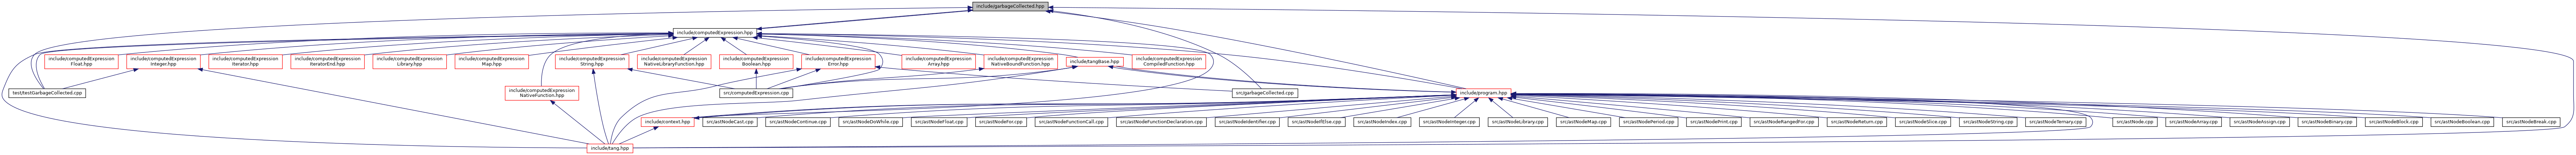 include/garbageCollected.hpp
include/computedExpression.hpp
include/computedExpression
Float.hpp
include/computedExpression
Integer.hpp
include/computedExpression
Iterator.hpp
include/computedExpression
IteratorEnd.hpp
include/computedExpression
Library.hpp
include/computedExpression
Map.hpp
include/computedExpression
String.hpp
include/computedExpression
NativeLibraryFunction.hpp
include/computedExpression
Boolean.hpp
include/computedExpression
Error.hpp
include/computedExpression
Array.hpp
include/computedExpression
NativeBoundFunction.hpp
include/tangBase.hpp
include/computedExpression
CompiledFunction.hpp
test/testGarbageCollected.cpp
include/computedExpression
NativeFunction.hpp
src/computedExpression.cpp
src/garbageCollected.cpp
include/program.hpp
include/context.hpp
src/astNodeCast.cpp
src/astNodeContinue.cpp
src/astNodeDoWhile.cpp
src/astNodeFloat.cpp
src/astNodeFor.cpp
src/astNodeFunctionCall.cpp
src/astNodeFunctionDeclaration.cpp
src/astNodeIdentifier.cpp
src/astNodeIfElse.cpp
src/astNodeIndex.cpp
src/astNodeInteger.cpp
src/astNodeLibrary.cpp
src/astNodeMap.cpp
src/astNodePeriod.cpp
src/astNodePrint.cpp
src/astNodeRangedFor.cpp
src/astNodeReturn.cpp
src/astNodeSlice.cpp
src/astNodeString.cpp
src/astNodeTernary.cpp
src/astNode.cpp
src/astNodeArray.cpp
src/astNodeAssign.cpp
src/astNodeBinary.cpp
src/astNodeBlock.cpp
src/astNodeBoolean.cpp
src/astNodeBreak.cpp
include/tang.hpp